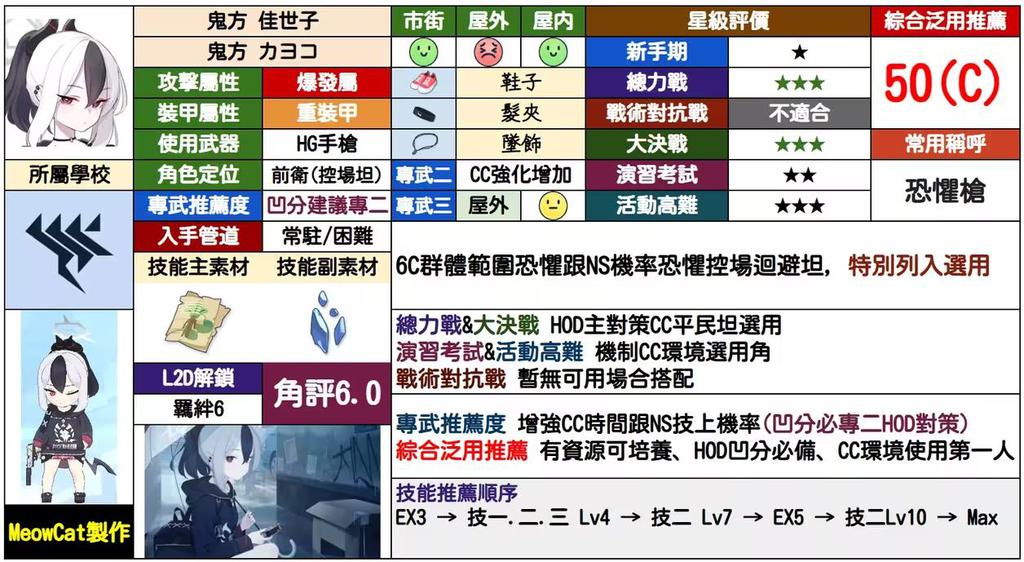 鬼方 佳世子
市街 屋外 屋內 星級評價 綜合泛用推薦
鬼方 カヨコ
新手期 ★
50(C)
攻擊屬性 爆發屬 鞋子 總力戰 ★★★
裝甲屬性 重裝甲 髮夾 戰術對抗戰 不適合
使用武器 HG手槍 墜飾 大決戰 ★★★ 常用稱呼
所屬學校 角色定位 前衛(控場坦) 專武二 CC強化增加 演習考試 ★★
恐懼槍
專武推薦度 凹分建議專二 專武三 屋外 活動高難 ★★★
入手管道 常駐/困難
技能主素材 技能副素材
6C群體範圍恐懼跟NS機率恐懼控場迴避坦, 特別列入選用
總力戰&大決戰 HOD主對策CC平民坦選用
演習考試&活動高難 機制CC環境選用角
戰術對抗戰 暫無可用場合搭配
L2D解鎖
羈絆6
角評6.0
專武推薦度 增強CC時間跟NS技上機率(凹分必專二HOD對策)
綜合泛用推薦 有資源可培養、HOD凹分必備、CC環境使用第一人
技能推薦順序
EX3 → 技一.二.三 Lv4 → 技二 Lv7 → EX5 → 技二Lv10 → Max
MeowCat製作